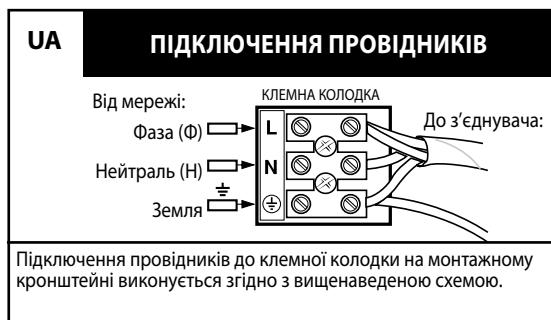 UA
ПІДКЛЮЧЕННЯ ПРОВІДНИКІВ
КЛЕМНА КОЛОДКА
Від мережі:
До з’єднувача:
Фаза (Ф)
L
Нейтраль (Н)
N
Земля
Підключення провідників до клемної колодки на монтажному
кронштейні виконується згідно з вищенаведеною схемою.